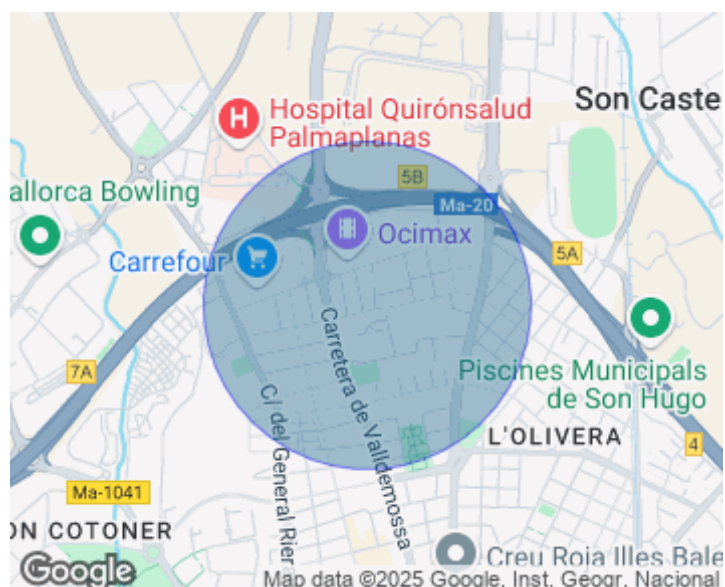 Hospital Quirónsalud
Palmaplanas
H
Son Caste
5B
Ma-20
allorca Bowling
Ocimax
Carrefour
5A
7A
Carretera de Valldemossa
C/ del General Rier
Piscines Municipals
de Son Hugo
L'OLIVERA
4
Ma-1041
ON COTONER
Creu Roja Illes Bale
Google
Map data ©2025 Google, Inst. Geogr. Nacional